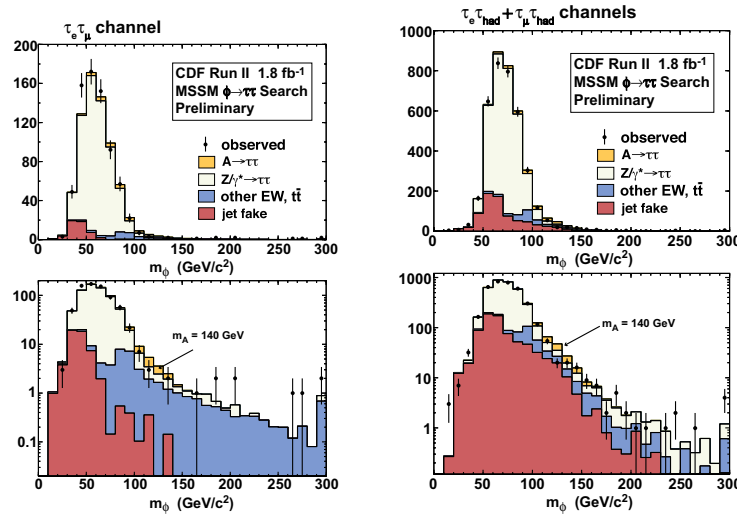 τeτμ channel
160
200
120
80
40
0
0 50 100 150 200 250 300
mϕ (GeV/c²)
CDF Run II 1.8 fb⁻¹
MSSM ϕ→ττ Search
Preliminary
observed
A→ττ
Z/γ*→ττ
other EW, tt̄
jet fake
100
10
1
0.1
mA = 140 GeV
0 50 100 150 200 250 300
mϕ (GeV/c²)
τeτhad + τμτhad channels
1000
800
600
400
200
0
0 50 100 150 200 250 300
mϕ (GeV/c²)
CDF Run II 1.8 fb⁻¹
MSSM ϕ→ττ Search
Preliminary
observed
A→ττ
Z/γ*→ττ
other EW, tt̄
jet fake
1000
100
10
1
mA = 140 GeV
0 50 100 150 200 250 300
mϕ (GeV/c²)